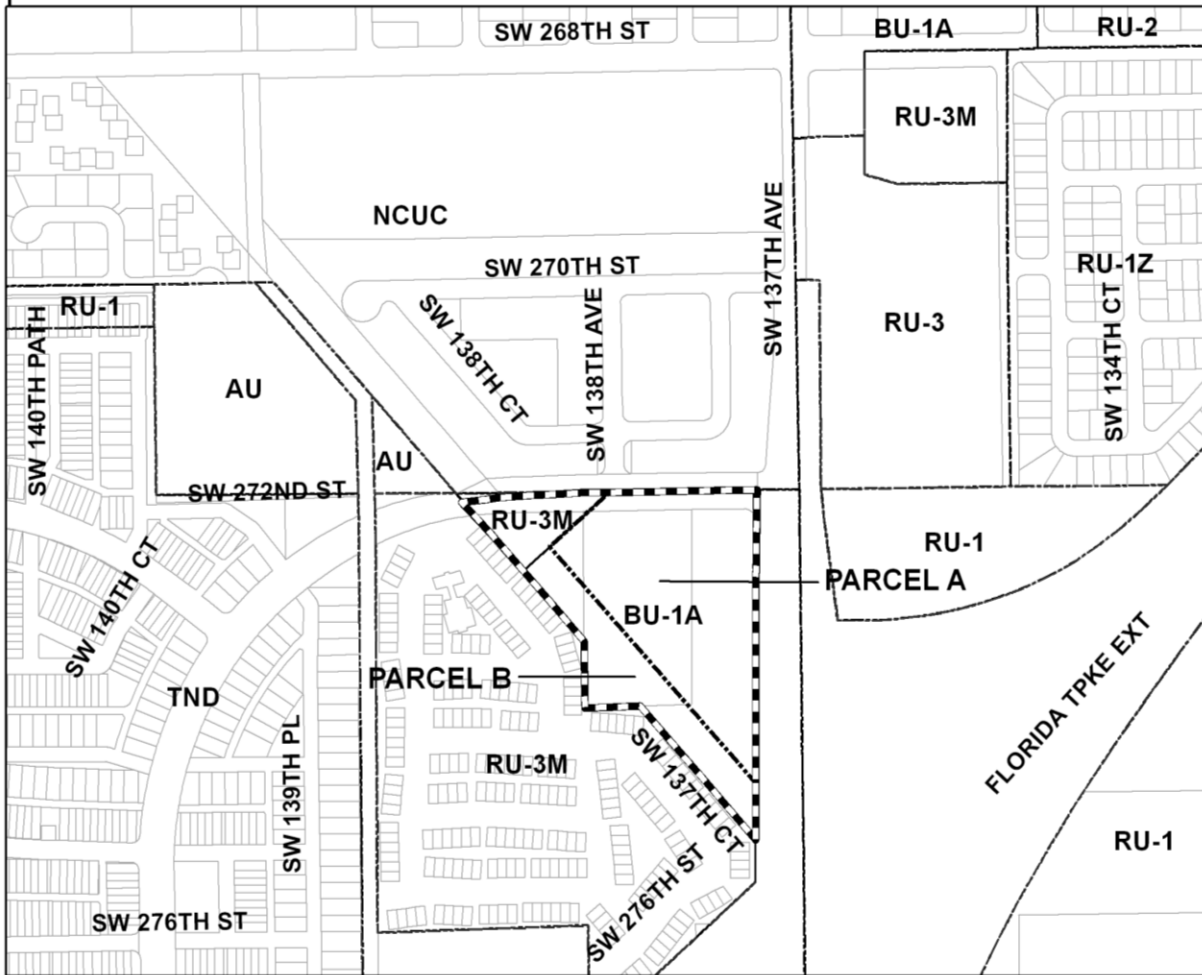 SW 268TH ST
BU-1A
RU-2
RU-3M
NCUC
SW 137TH AVE
SW 270TH ST
RU-1Z
RU-1
SW 138TH AVE
SW 138TH CT
RU-3
SW 134TH CT
SW 140TH PATH
AU
AU
SW 272ND ST
RU-3M
RU-1
PARCEL A
SW 140TH CT
BU-1A
PARCEL B
TND
FLORIDA TPKE EXT
SW 139TH PL
RU-3M
SW 137TH CT
RU-1
SW 276TH ST
SW 276TH ST